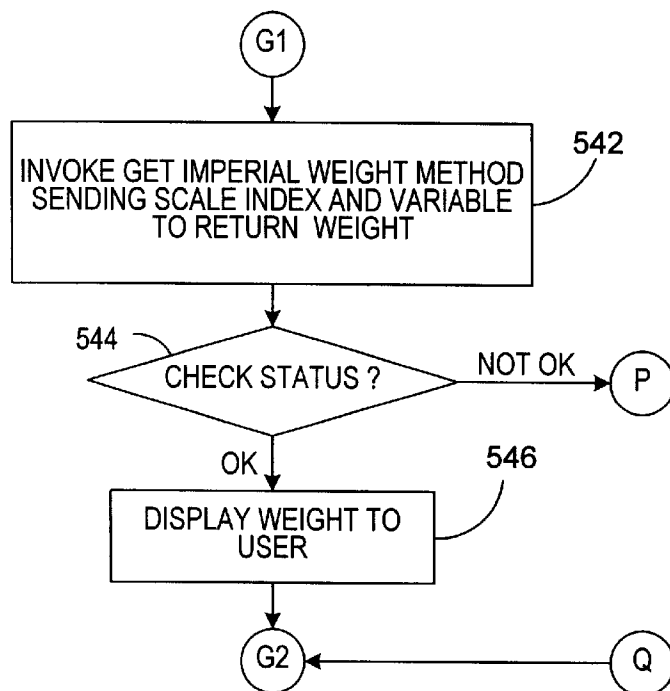 G1
INVOKE GET IMPERIAL WEIGHT METHOD
SENDING SCALE INDEX AND VARIABLE
TO RETURN WEIGHT
542
544
CHECK STATUS ?
NOT OK
P
OK
546
DISPLAY WEIGHT TO
USER
G2
Q